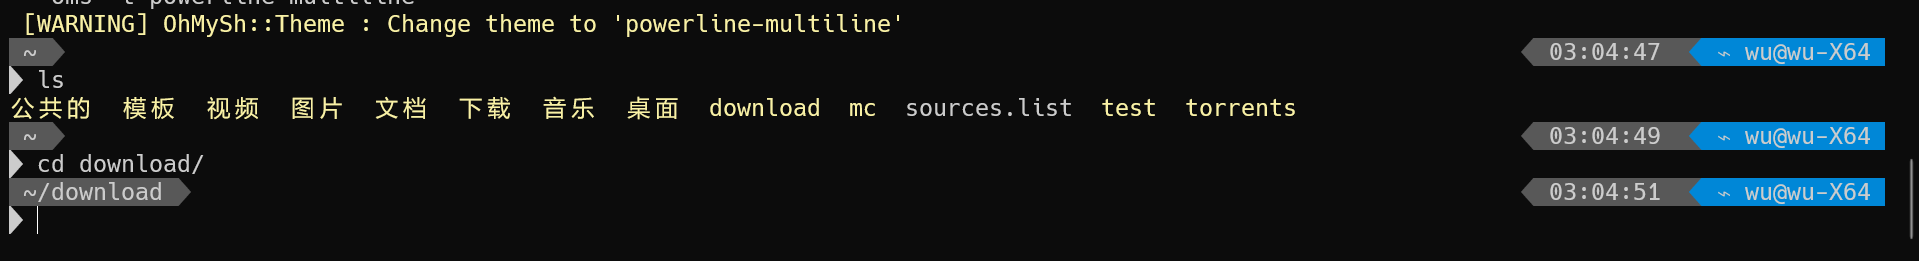 [WARNING] OhMySh::Theme : Change theme to 'powerline-multiline'
~ 03:04:47 ⌁ wu@wu-X64
ls
公共的 模板 视频 图片 文档 下载 音乐 桌面 download mc sources.list test torrents
~ 03:04:49 ⌁ wu@wu-X64
cd download/
~/download 03:04:51 ⌁ wu@wu-X64